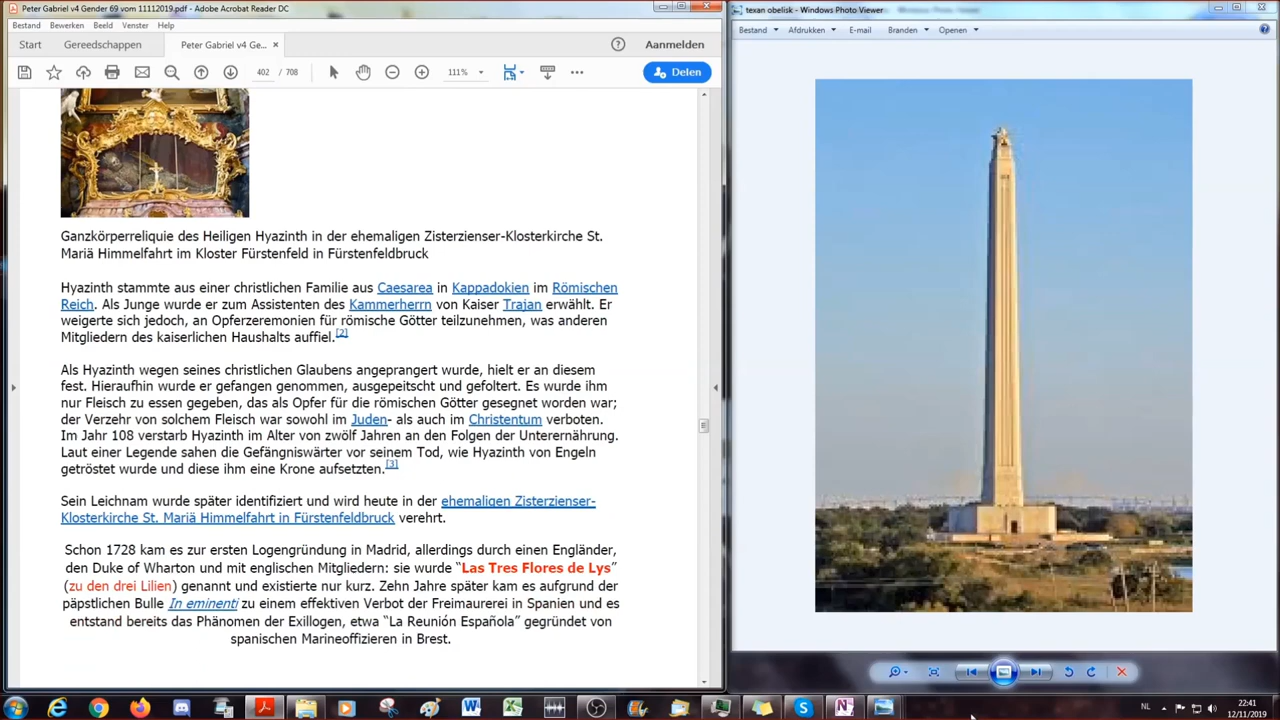 Peter Gabriel v4 Gender 69 vom 11112019.pdf - Adobe Acrobat Reader DC
Bestand Bewerken Beeld Venster Help
Start Gereedschappen Peter Gabriel v4 Ge... × Aanmelden
402 / 708 111% Delen
Ganzkörperreliquie des Heiligen Hyazinth in der ehemaligen Zisterzienser-Klosterkirche St.
Mariä Himmelfahrt im Kloster Fürstenfeld in Fürstenfeldbruck
Hyazinth stammte aus einer christlichen Familie aus Caesarea in Kappadokien im Römischen
Reich. Als Junge wurde er zum Assistenten des Kammerherrn von Kaiser Trajan erwählt. Er
weigerte sich jedoch, an Opferzeremonien für römische Götter teilzunehmen, was anderen
Mitgliedern des kaiserlichen Haushalts auffiel.[2]
Als Hyazinth wegen seines christlichen Glaubens angeprangert wurde, hielt er an diesem
fest. Hieraufhin wurde er gefangen genommen, ausgepeitscht und gefoltert. Es wurde ihm
nur Fleisch zu essen gegeben, das als Opfer für die römischen Götter gesegnet worden war;
der Verzehr von solchem Fleisch war sowohl im Juden- als auch im Christentum verboten.
Im Jahr 108 verstarb Hyazinth im Alter von zwölf Jahren an den Folgen der Unterernährung.
Laut einer Legende sahen die Gefängniswärter vor seinem Tod, wie Hyazinth von Engeln
getröstet wurde und diese ihm eine Krone aufsetzten.[3]
Sein Leichnam wurde später identifiziert und wird heute in der ehemaligen Zisterzienser-
Klosterkirche St. Mariä Himmelfahrt in Fürstenfeldbruck verehrt.
Schon 1728 kam es zur ersten Logengründung in Madrid, allerdings durch einen Engländer,
den Duke of Wharton und mit englischen Mitgliedern: sie wurde “Las Tres Flores de Lys”
(zu den drei Lilien) genannt und existierte nur kurz. Zehn Jahre später kam es aufgrund der
päpstlichen Bulle In eminenti zu einem effektiven Verbot der Freimaurerei in Spanien und es
entstand bereits das Phänomen der Exillogen, etwa “La Reunión Española” gegründet von
spanischen Marineoffizieren in Brest.
texan obelisk - Windows Photo Viewer
Bestand Afdrukken E-mail Branden Openen
NL 22:41
12/11/2019